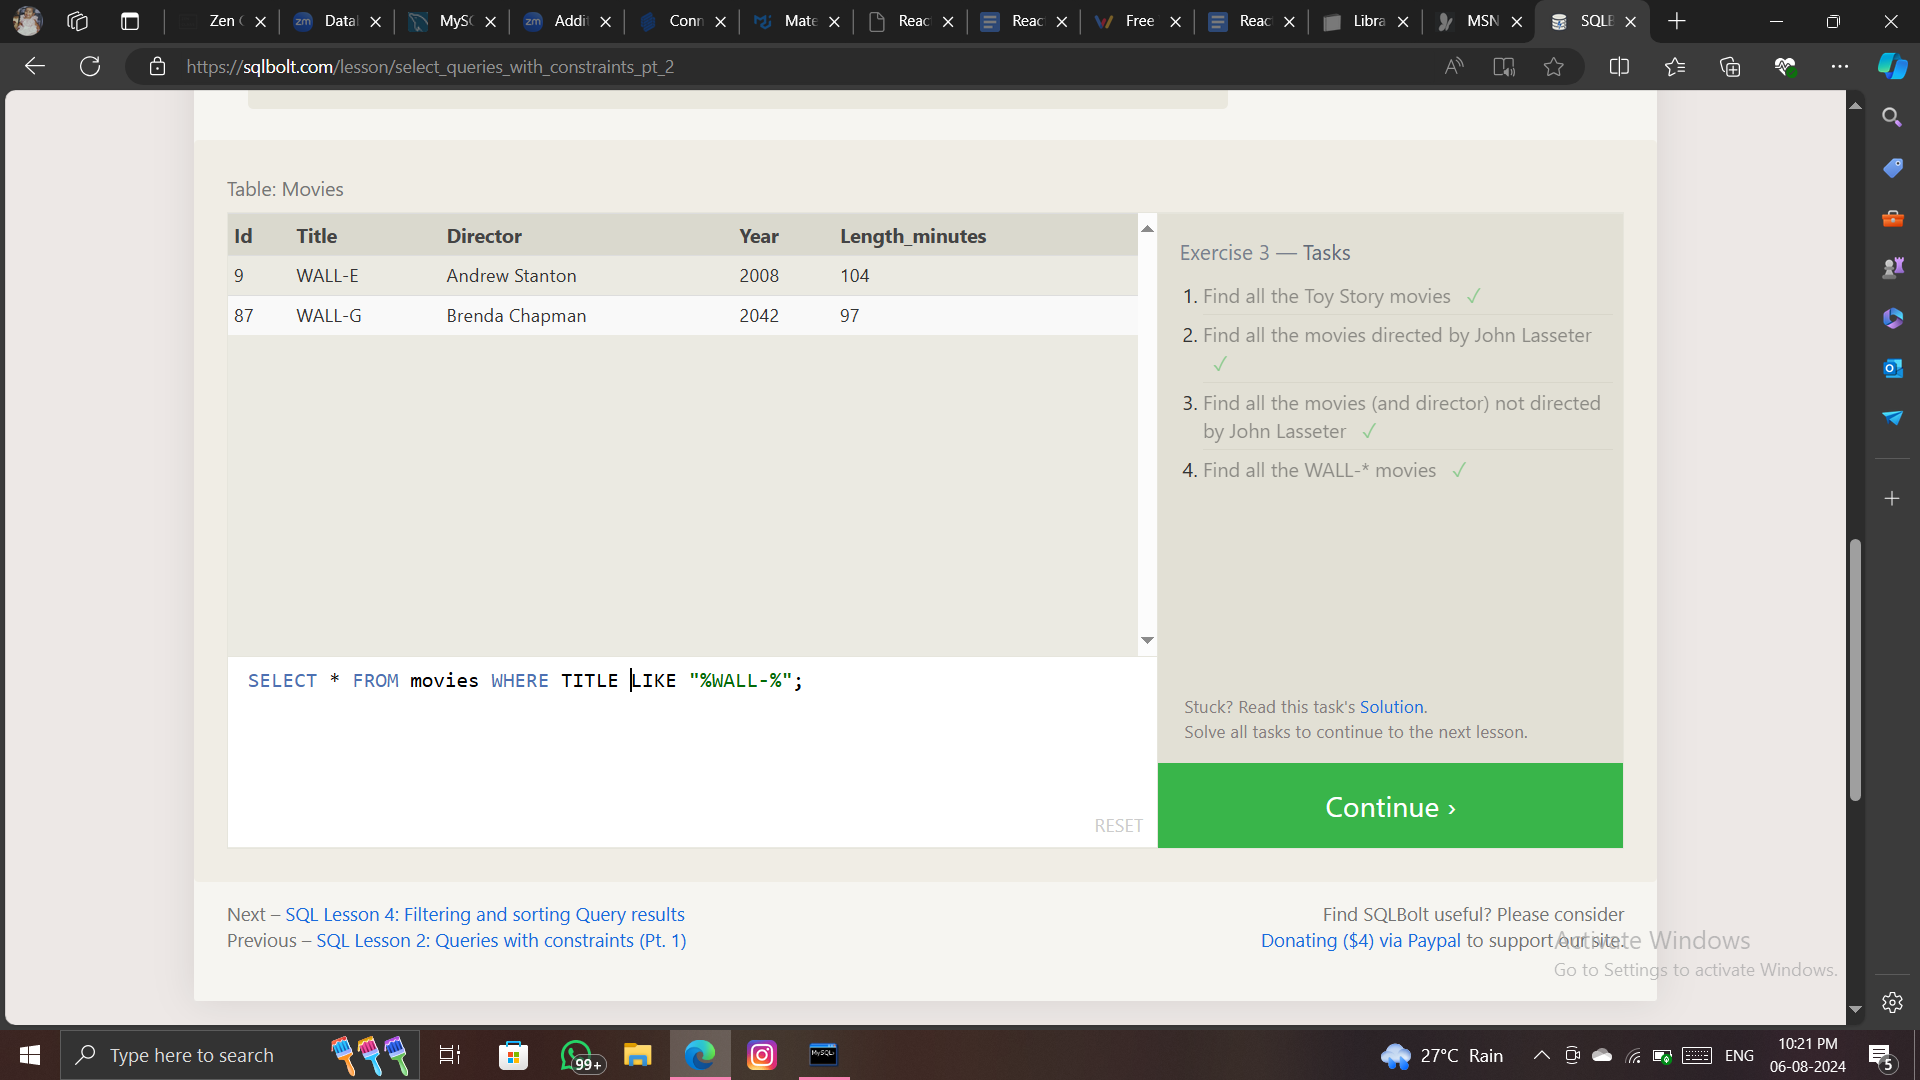 Zen
Data
MySC
Addi
Conn
Mate
Reac
Reac
Free
Reac
Libra
MSN
SQLB
https://sqlbolt.com/lesson/select_queries_with_constraints_pt_2
Table: Movies
Id Title Director Year Length_minutes
9 WALL-E Andrew Stanton 2008 104
87 WALL-G Brenda Chapman 2042 97
Exercise 3 — Tasks
1. Find all the Toy Story movies ✓
2. Find all the movies directed by John Lasseter
✓
3. Find all the movies (and director) not directed
by John Lasseter ✓
4. Find all the WALL-* movies ✓
SELECT * FROM movies WHERE TITLE LIKE "%WALL-%";
RESET
Stuck? Read this task's Solution.
Solve all tasks to continue to the next lesson.
Continue ›
Next – SQL Lesson 4: Filtering and sorting Query results
Previous – SQL Lesson 2: Queries with constraints (Pt. 1)
Find SQLBolt useful? Please consider
Donating ($4) via Paypal to support our site.
Activate Windows
Go to Settings to activate Windows.
Type here to search
99+
MySQL
27°C Rain
ENG
10:21 PM
06-08-2024
5